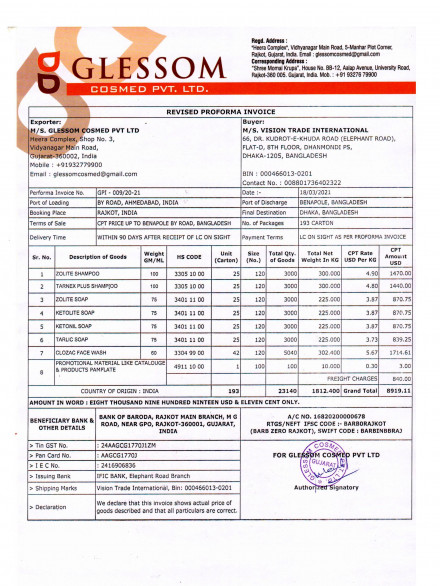 GLESSOM
COSMED PVT. LTD.
Regd. Address :
"Heera Complex", Vidhyanagar Main Road, 5-Manhar Plot Corner,
Rajkot, Gujarat, India. Email : glessomcosmed@gmail.com
Corresponding Address :
"Shree Momai Krupa", House No. BB-12, Aalap Avenue, University Road,
Rajkot-360 005. Gujarat, India. Mob. : +91 93276 79900
REVISED PROFORMA INVOICE
Exporter:
M/S. GLESSOM COSMED PVT LTD
Heera Complex, Shop No. 3,
Vidyanagar Main Road,
Gujarat-360002, India
Mobile : +919332779900
Email : glessomcosmed@gmail.com
Buyer:
M/S. VISION TRADE INTERNATIONAL
66, DR. KUDROT-E-KHUDA ROAD (ELEPHANT ROAD),
FLAT-D, 8TH FLOOR, DHANMONDI PS,
DHAKA-1205, BANGLADESH
BIN : 000466013-0201
Contact No. : 008801736402322
Performa Invoice No. GPI - 009/20-21 Date :- 18/03/2021
Port of Loading BY ROAD, AHMEDABAD, INDIA Port of Discharge BENAPOLE, BANGLADESH
Booking Place RAJKOT, INDIA Final Destination DHAKA, BANGLADESH
Terms of Sale CPT PRICE UP TO BENAPOLE BY ROAD, BANGLADESH No. of Packages 193 CARTON
Delivery Time WITHIN 90 DAYS AFTER RECEIPT OF LC ON SIGHT Payment Terms LC ON SIGHT AS PER PROFORMA INVOICE
Sr. No. Description of Goods Weight GM/ML HS CODE Unit (Carton) Size (No.) Total Qty. of Goods Total Net Weight In KG CPT Rate USD Per KG CPT Amount USD
1 ZOLITE SHAMPOO 100 3305 10 00 25 120 3000 300.000 4.90 1470.00
2 TARNEX PLUS SHAMPOO 100 3305 10 00 25 120 3000 300.000 4.80 1440.00
3 ZOLITE SOAP 75 3401 11 00 25 120 3000 225.000 3.87 870.75
4 KETOLITE SOAP 75 3401 11 00 25 120 3000 225.000 3.87 870.75
5 KETONIL SOAP 75 3401 11 00 25 120 3000 225.000 3.87 870.75
6 TARLIC SOAP 75 3401 11 00 25 120 3000 225.000 3.73 839.25
7 CLOZAC FACE WASH 60 3304 99 00 42 120 5040 302.400 5.67 1714.61
8 PROMOTIONAL MATERIAL LIKE CATALOUGE & PRODUCTS PAMFLATE 4911 10 00 1 100 100 10.000 0.30 3.00
FREIGHT CHARGES 840.00
COUNTRY OF ORIGIN : INDIA 193 23140 1812.400 Grand Total 8919.11
AMOUNT IN WORD : EIGHT THOUSAND NINE HUNDRED NINTEEN USD & ELEVEN CENT ONLY.
BENEFICIARY BANK & OTHER DETAILS
BANK OF BARODA, RAJKOT MAIN BRANCH, M G
ROAD, NEAR GPO, RAJKOT-360001, GUJARAT,
INDIA
A/C NO. 16820200000678
RTGS/NEFT IFSC CODE :- BARB0RAJKOT
(BARB ZERO RAJKOT), SWIFT CODE : BARBINBBRAJ
> Tin GST No. : 24AAGCG1770J1ZM
> Pan Card No. : AAGCG1770J
> I E C No. : 2416906836
> Issuing Bank IFIC BANK, Elephant Road Branch
> Shipping Marks Vision Trade International, Bin: 000466013-0201
> Declaration We declare that this invoice shows actual price of
goods described and that all particulars are correct.
FOR GLESSOM COSMED PVT LTD
GUJARAT
Authorized Signatory